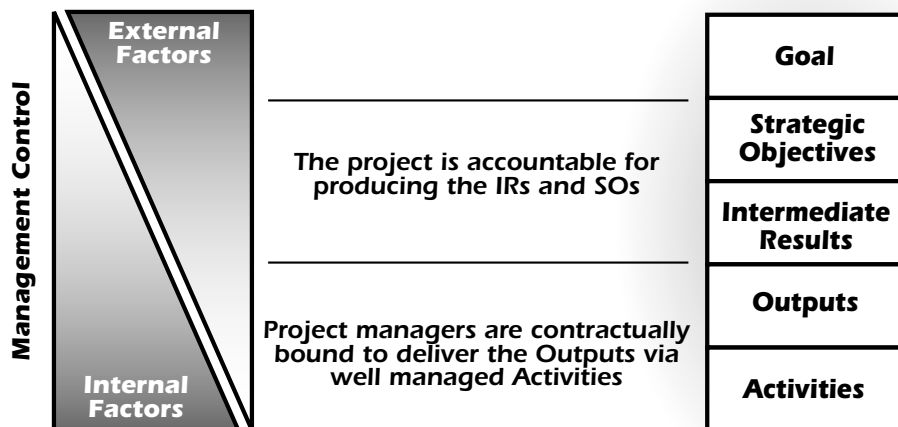 Management Control
External
Factors
Internal
Factors
The project is accountable for
producing the IRs and SOs
Project managers are contractually
bound to deliver the Outputs via
well managed Activities
Goal
Strategic
Objectives
Intermediate
Results
Outputs
Activities